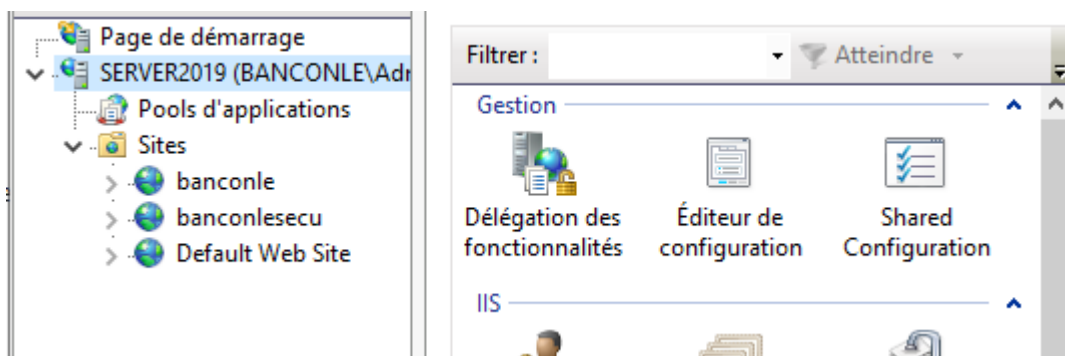 Page de démarrage
SERVER2019 (BANCONLE\Adr
Pools d'applications
Sites
banconle
banconlesecu
Default Web Site
Filtrer :
Atteindre
Gestion
Délégation des fonctionnalités
Éditeur de configuration
Shared Configuration
IIS